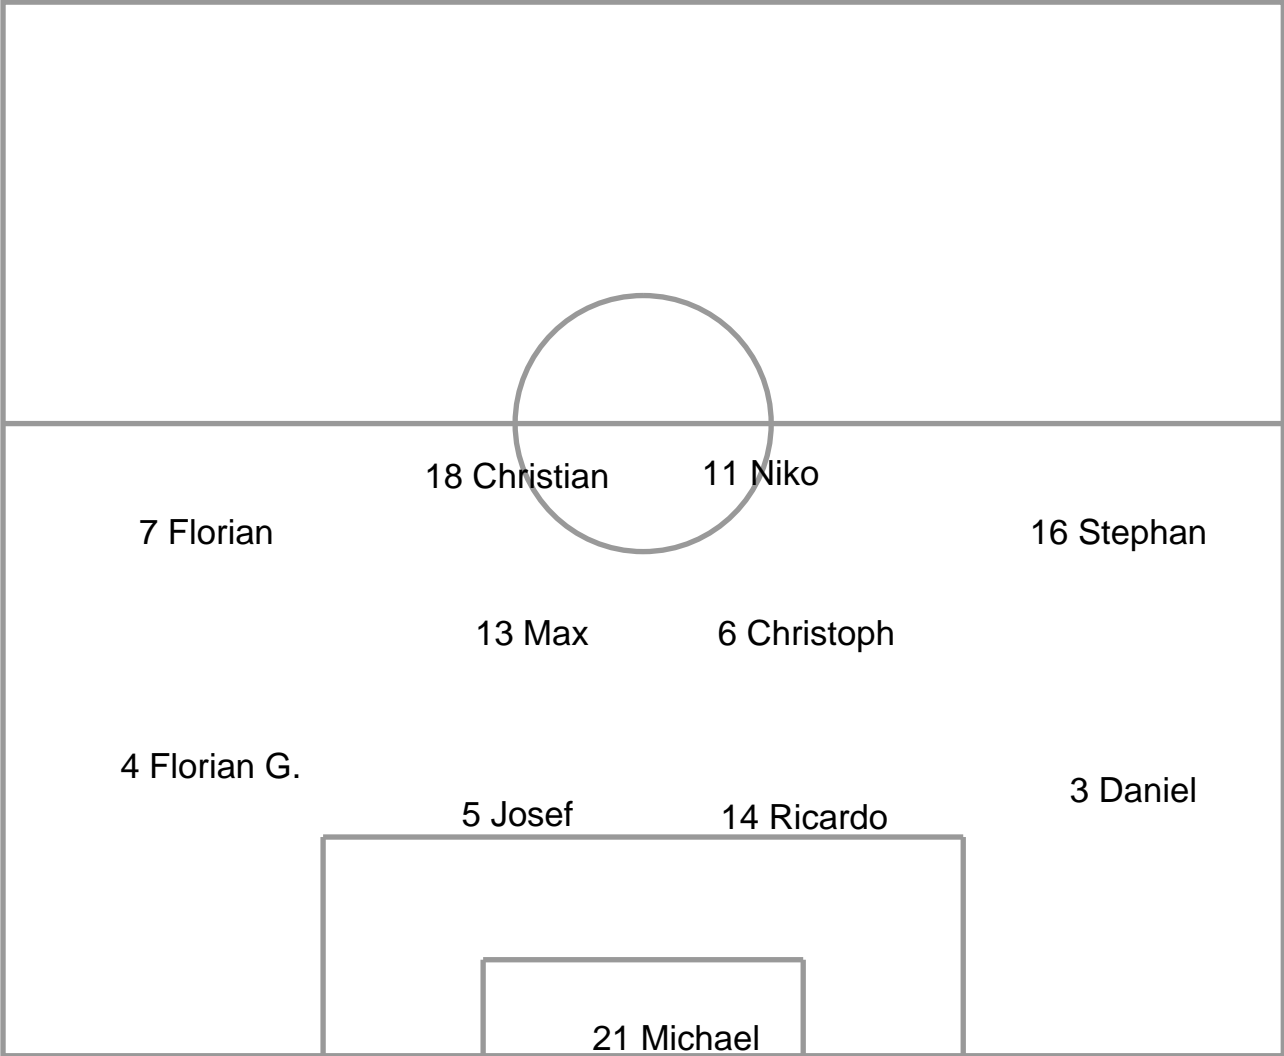 18 Christian
11 Niko
7 Florian
16 Stephan
13 Max
6 Christoph
4 Florian G.
3 Daniel
5 Josef
14 Ricardo
21 Michael